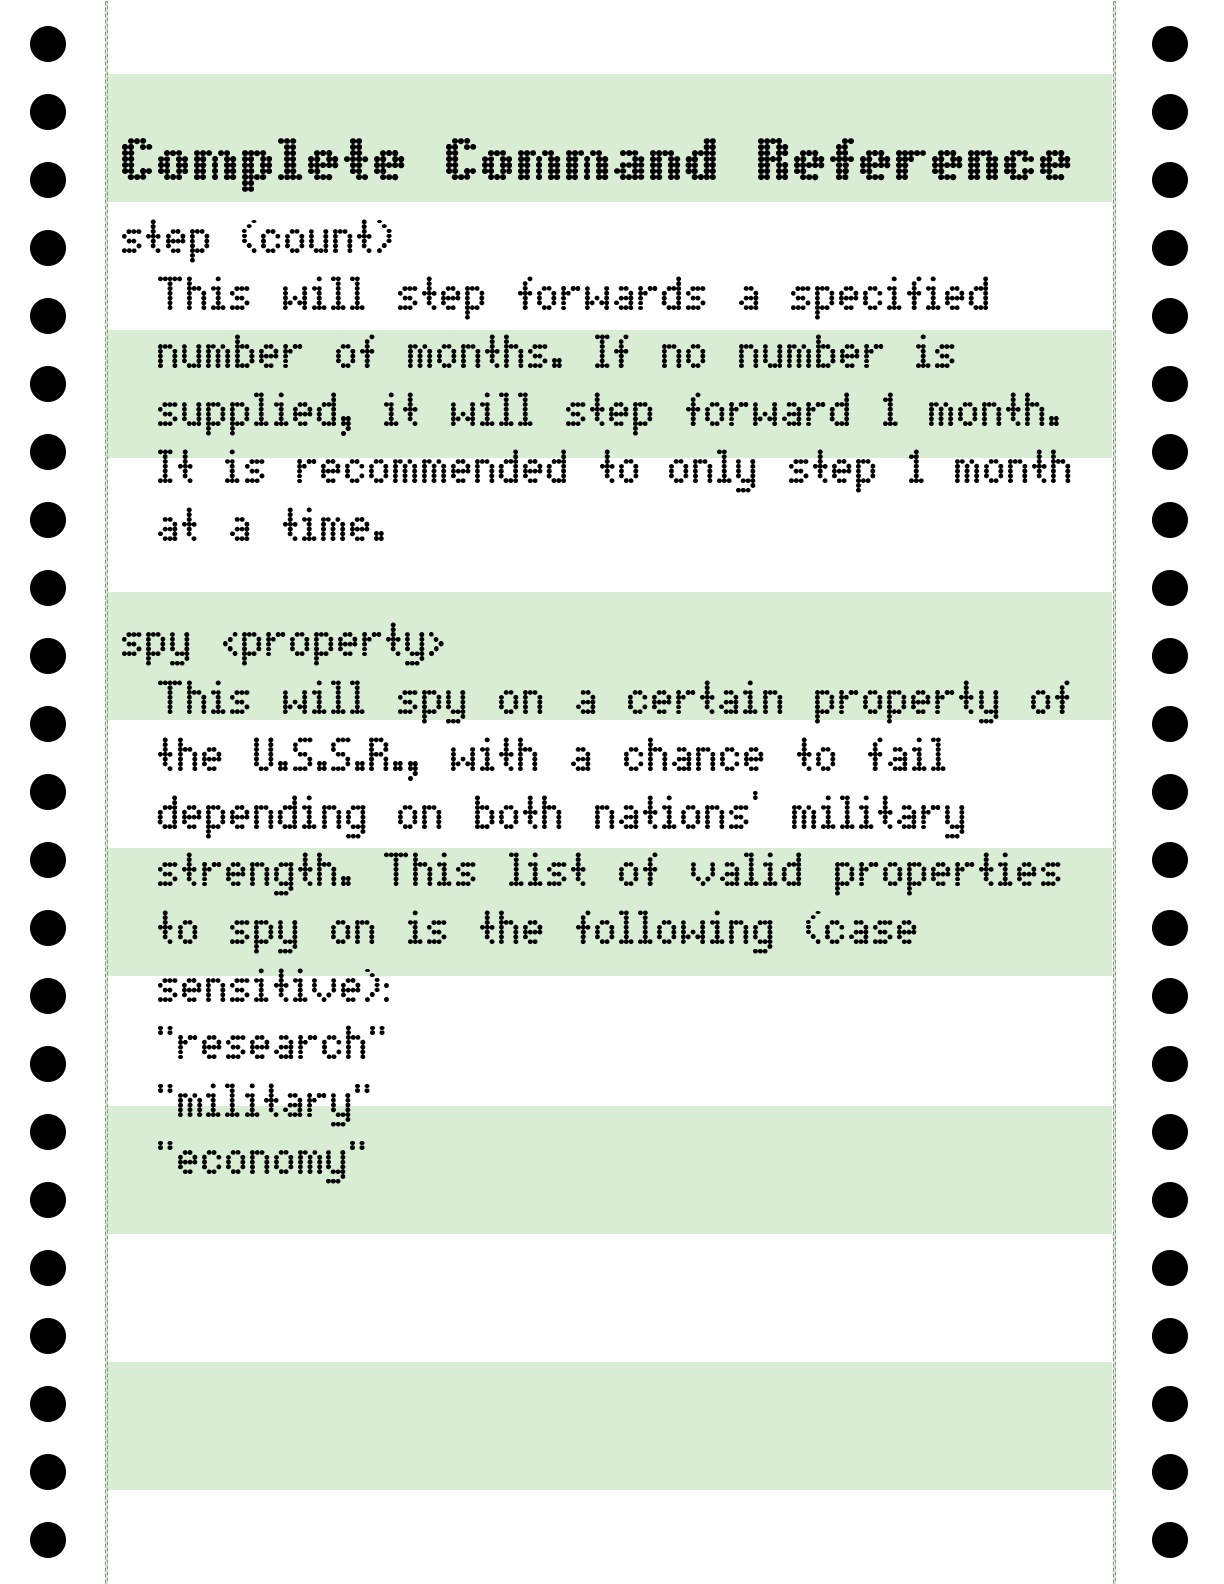 Complete Command Reference
step (count)
This will step forwards a specified
number of months. If no number is
supplied, it will step forward 1 month.
It is recommended to only step 1 month
at a time.
spy <property>
This will spy on a certain property of
the U.S.S.R., with a chance to fail
depending on both nations' military
strength. This list of valid properties
to spy on is the following (case
sensitive):
"research"
"military"
"economy"